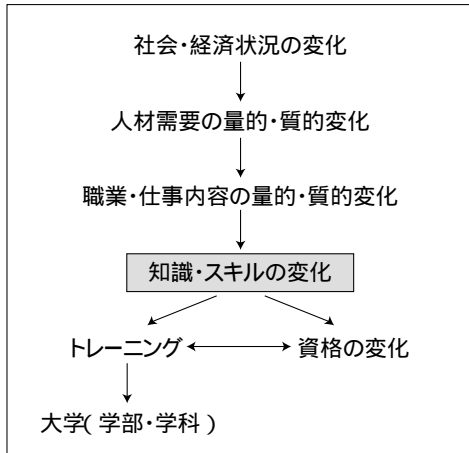 社会・経済状況の変化
人材需要の量的・質的変化
職業・仕事内容の量的・質的変化
知識・スキルの変化
トレーニング
資格の変化
大学(学部・学科)